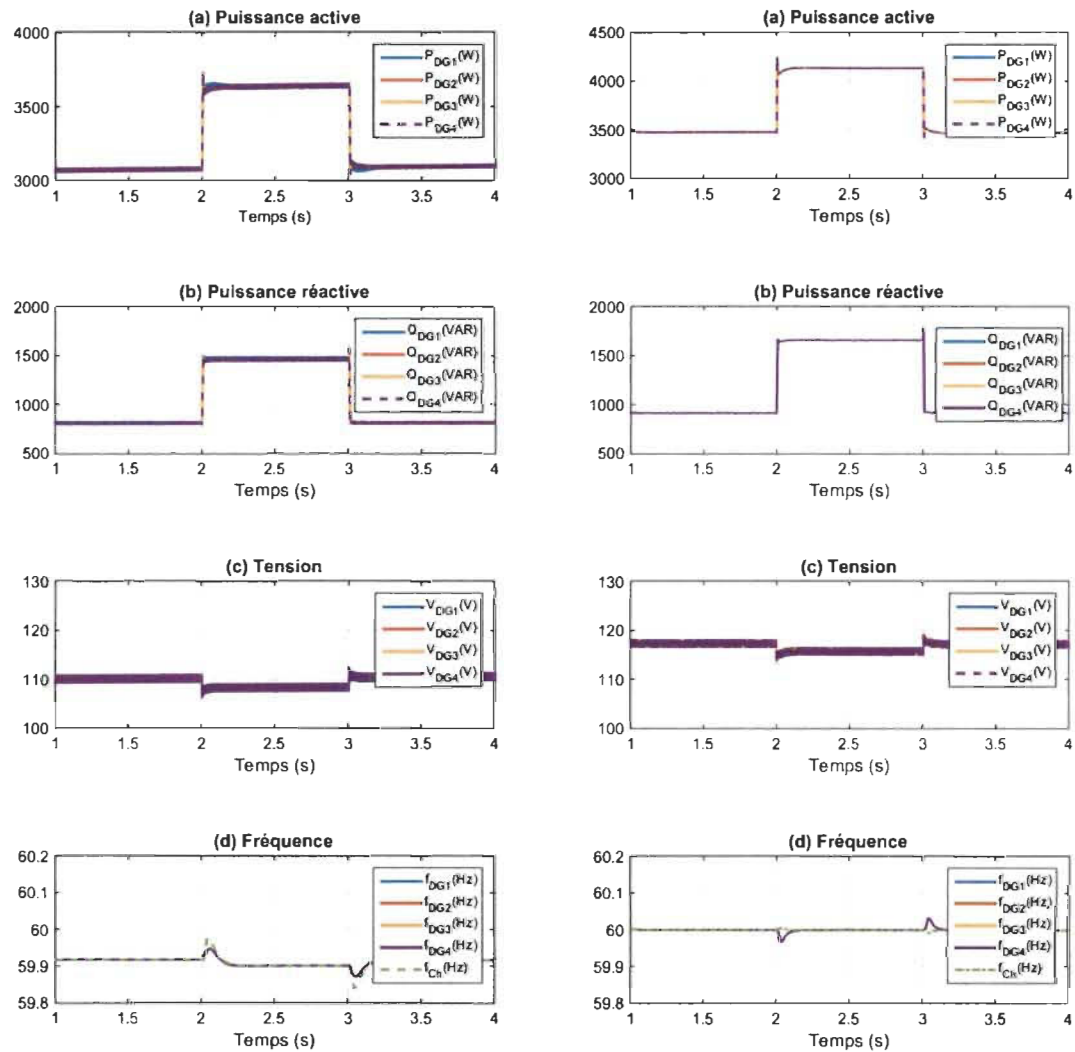 (a) Puissance active
4000
3500
3000
P_DG1(W)
P_DG2(W)
P_DG3(W)
P_DG4(W)
1 1.5 2 2.5 3 3.5 4
Temps (s)
(a) Puissance active
4500
4000
3500
3000
P_DG1(W)
P_DG2(W)
P_DG3(W)
P_DG4(W)
1 1.5 2 2.5 3 3.5 4
Temps (s)
(b) Puissance réactive
2000
1500
1000
500
Q_DG1(VAR)
Q_DG2(VAR)
Q_DG3(VAR)
Q_DG4(VAR)
1 1.5 2 2.5 3 3.5 4
Temps (s)
(b) Puissance réactive
2000
1500
1000
500
Q_DG1(VAR)
Q_DG2(VAR)
Q_DG3(VAR)
Q_DG4(VAR)
1 1.5 2 2.5 3 3.5 4
Temps (s)
(c) Tension
130
120
110
100
V_DG1(V)
V_DG2(V)
V_DG3(V)
V_DG4(V)
1 1.5 2 2.5 3 3.5 4
Temps (s)
(c) Tension
130
120
110
100
V_DG1(V)
V_DG2(V)
V_DG3(V)
V_DG4(V)
1 1.5 2 2.5 3 3.5 4
Temps (s)
(d) Fréquence
60.2
60.1
60
59.9
59.8
f_DG1(Hz)
f_DG2(Hz)
f_DG3(Hz)
f_DG4(Hz)
f_Ch(Hz)
1 1.5 2 2.5 3 3.5 4
Temps (s)
(d) Fréquence
60.2
60.1
60
59.9
59.8
f_DG1(Hz)
f_DG2(Hz)
f_DG3(Hz)
f_DG4(Hz)
f_Ch(Hz)
1 1.5 2 2.5 3 3.5 4
Temps (s)